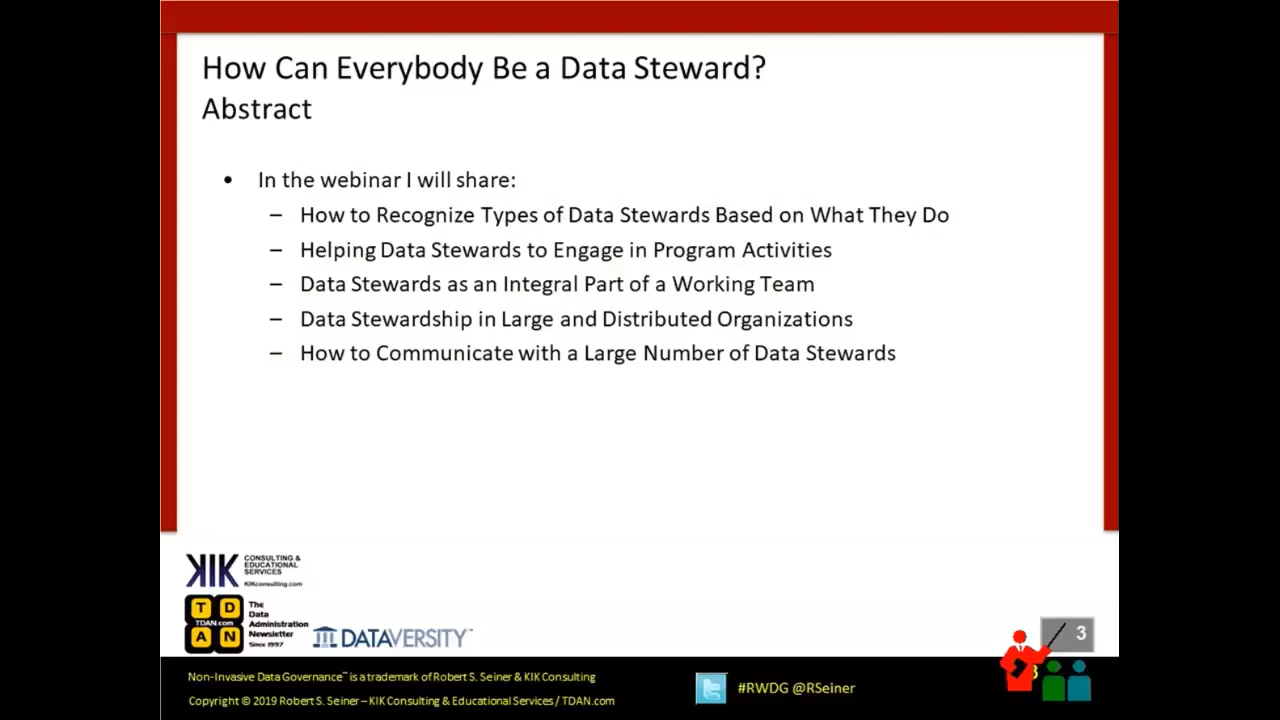 How Can Everybody Be a Data Steward?
Abstract
• In the webinar I will share:
– How to Recognize Types of Data Stewards Based on What They Do
– Helping Data Stewards to Engage in Program Activities
– Data Stewards as an Integral Part of a Working Team
– Data Stewardship in Large and Distributed Organizations
– How to Communicate with a Large Number of Data Stewards
KIK CONSULTING & EDUCATIONAL SERVICES
KIKconsulting.com
T D
TDAN.com
A N
The
Data
Administration
Newsletter
Since 1997
DATAVERSITY™
3
Non-Invasive Data Governance™ is a trademark of Robert S. Seiner & KIK Consulting
Copyright © 2019 Robert S. Seiner – KIK Consulting & Educational Services / TDAN.com
#RWDG @RSeiner